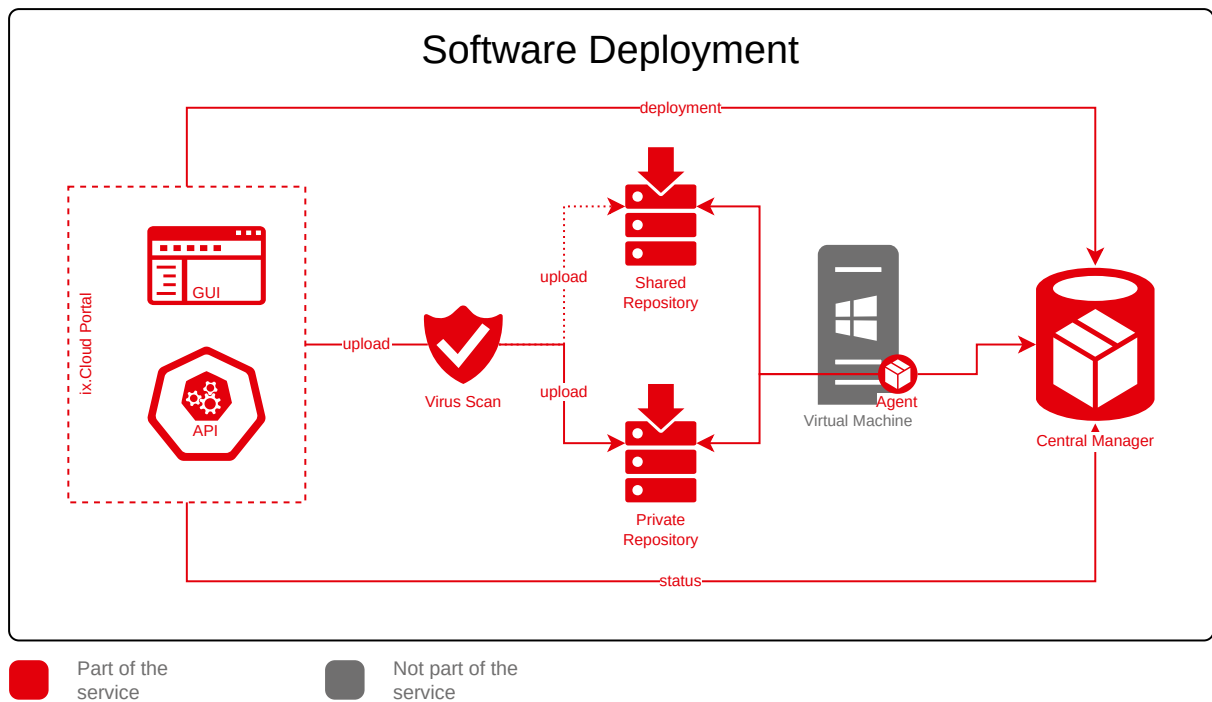 Software Deployment
deployment
ix.Cloud Portal
GUI
API
upload
Virus Scan
upload
upload
Shared
Repository
Private
Repository
Agent
Virtual Machine
Central Manager
status
Part of the
service
Not part of the
service